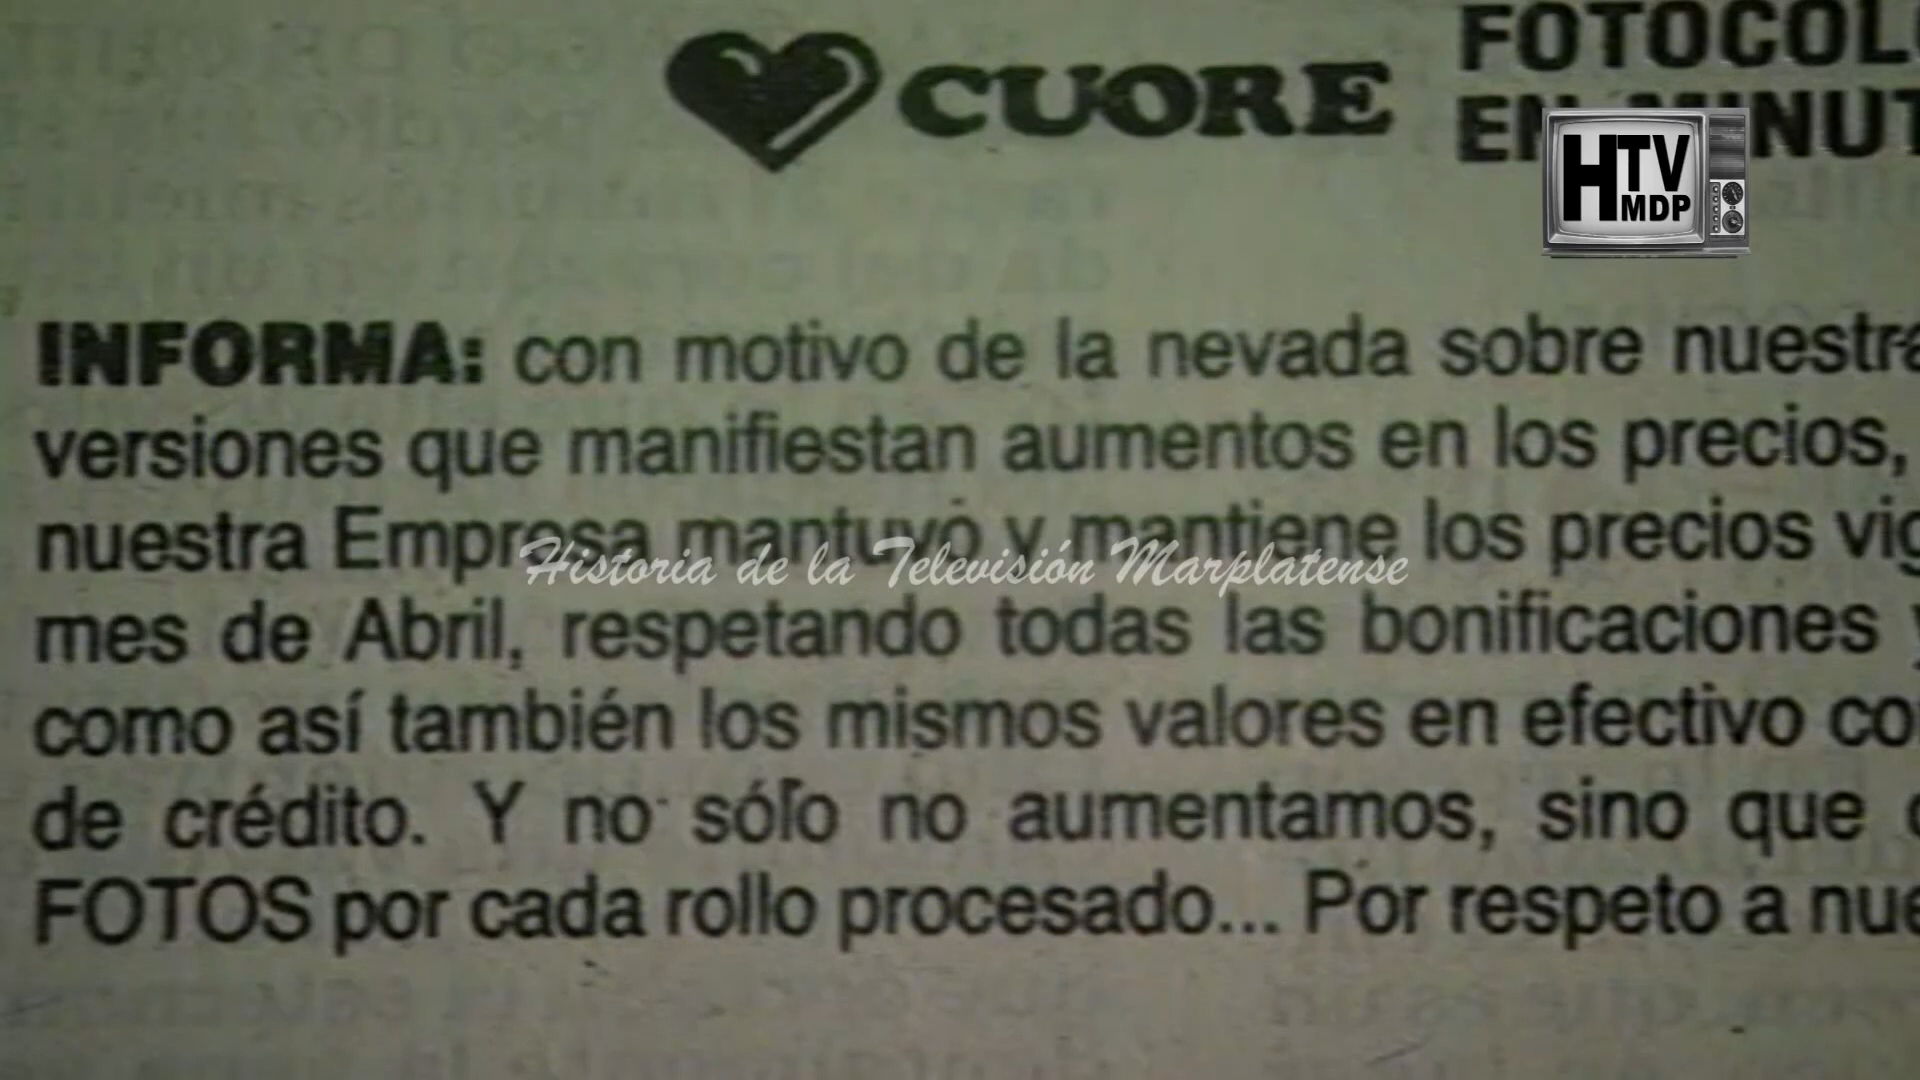 CUORE
FOTOCOL
EN MINUT
HTV
MDP
INFORMA: con motivo de la nevada sobre nuestra
versiones que manifiestan aumentos en los precios,
nuestra Empresa mantuvo y mantiene los precios vig
Historia de la Televisión Marplatense
mes de Abril, respetando todas las bonificaciones y
como así también los mismos valores en efectivo co
de crédito. Y no sólo no aumentamos, sino que
FOTOS por cada rollo procesado... Por respeto a nue